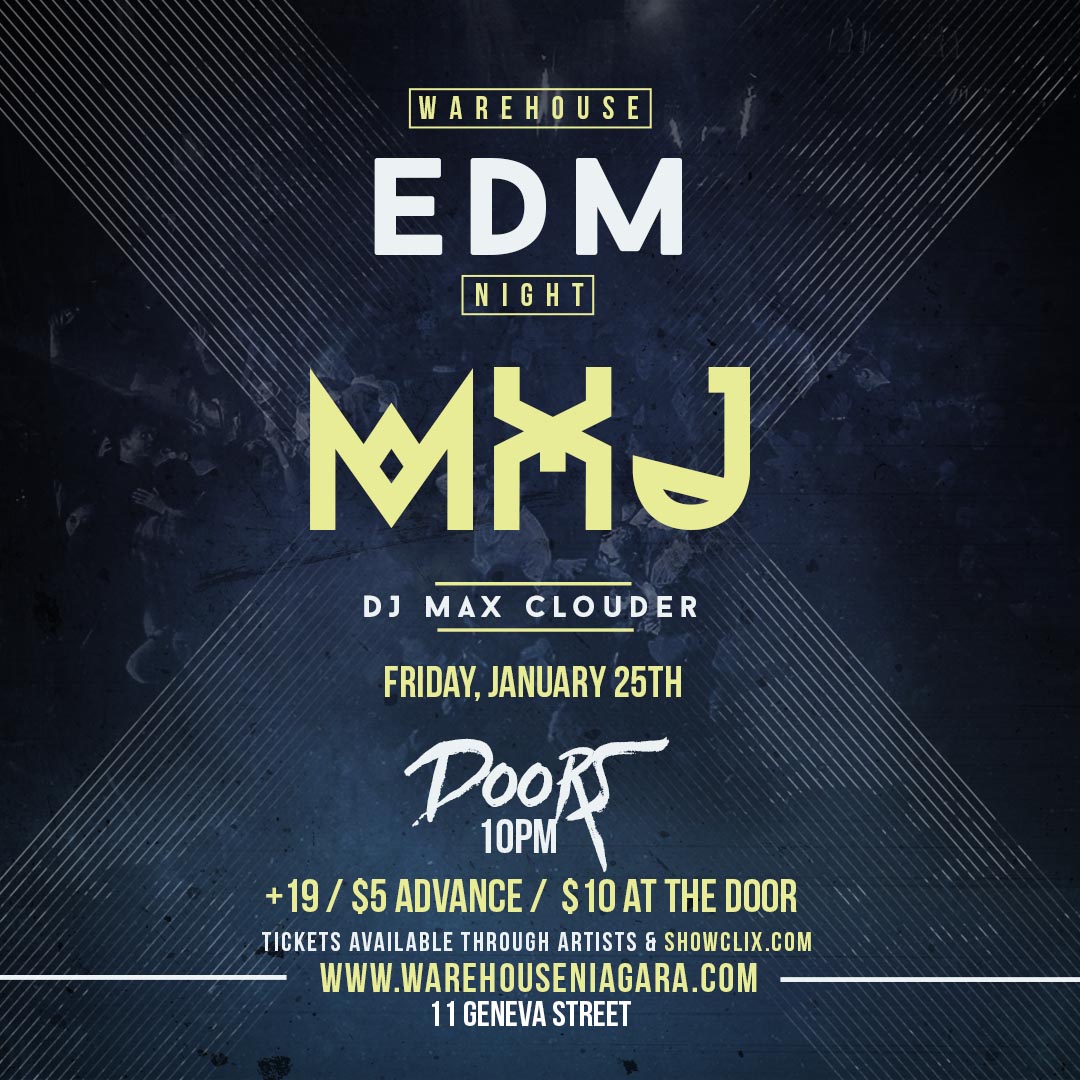 WAREHOUSE
EDM
NIGHT
MXJ
DJ MAX CLOUDER
FRIDAY, JANUARY 25TH
DOORS
10PM
+19 / $5 ADVANCE / $10 AT THE DOOR
TICKETS AVAILABLE THROUGH ARTISTS & SHOWCLIX.COM
WWW.WAREHOUSENIAGARA.COM
11 GENEVA STREET